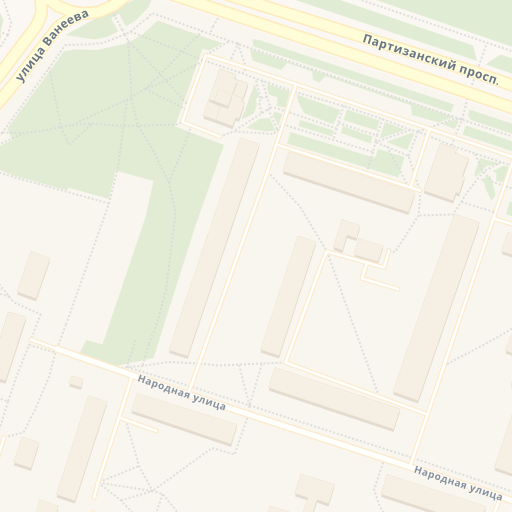 улица Ванеева
Партизанский просп.
Народная улица
Народная улица